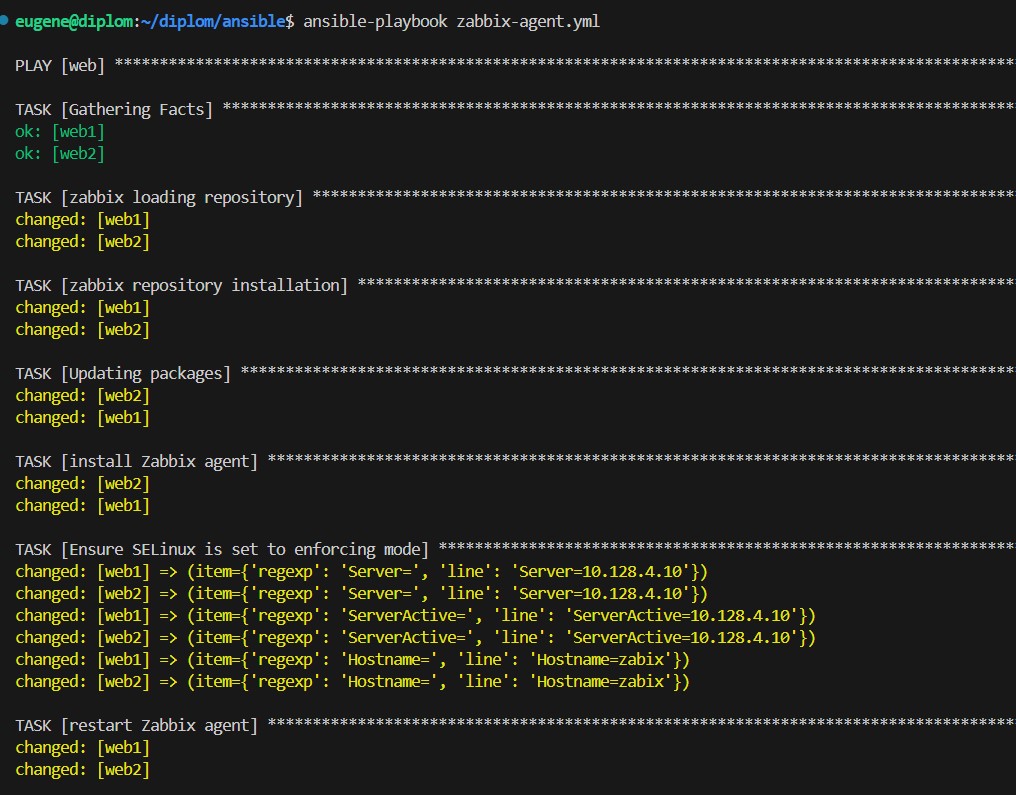 eugene@diplom:~/diplom/ansible$ ansible-playbook zabbix-agent.yml
PLAY [web] ****************************************************************************************************
TASK [Gathering Facts] ****************************************************************************************
ok: [web1]
ok: [web2]
TASK [zabbix loading repository] ******************************************************************************
changed: [web1]
changed: [web2]
TASK [zabbix repository installation] *************************************************************************
changed: [web1]
changed: [web2]
TASK [Updating packages] **************************************************************************************
changed: [web2]
changed: [web1]
TASK [install Zabbix agent] ***********************************************************************************
changed: [web2]
changed: [web1]
TASK [Ensure SELinux is set to enforcing mode] ****************************************************************
changed: [web1] => (item={'regexp': 'Server=', 'line': 'Server=10.128.4.10'})
changed: [web2] => (item={'regexp': 'Server=', 'line': 'Server=10.128.4.10'})
changed: [web1] => (item={'regexp': 'ServerActive=', 'line': 'ServerActive=10.128.4.10'})
changed: [web2] => (item={'regexp': 'ServerActive=', 'line': 'ServerActive=10.128.4.10'})
changed: [web1] => (item={'regexp': 'Hostname=', 'line': 'Hostname=zabix'})
changed: [web2] => (item={'regexp': 'Hostname=', 'line': 'Hostname=zabix'})
TASK [restart Zabbix agent] ***********************************************************************************
changed: [web1]
changed: [web2]